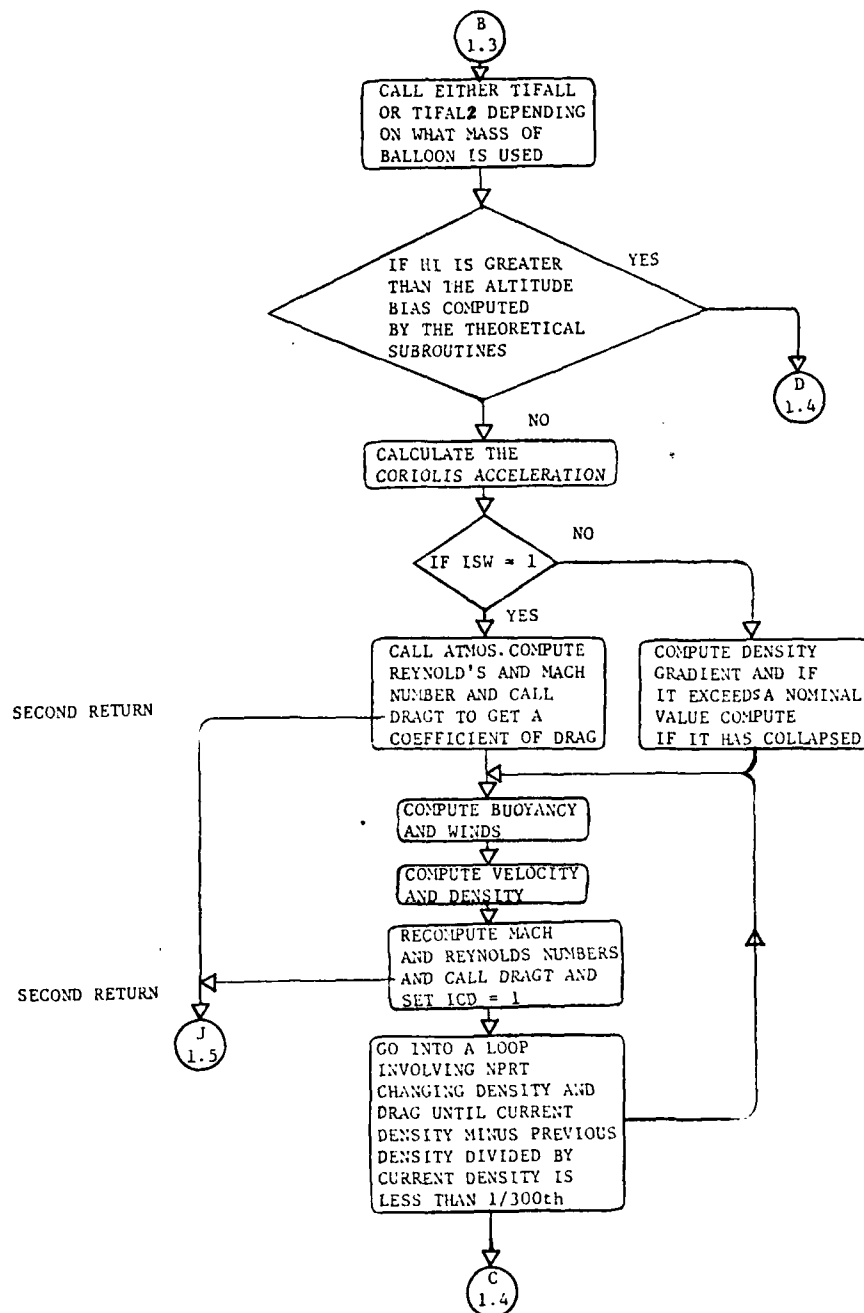 B
1.3
CALL EITHER TIFALL
OR TIFAL2 DEPENDING
ON WHAT MASS OF
BALLOON IS USED
YES
IF H1 IS GREATER
THAN THE ALTITUDE
BIAS COMPUTED
BY THE THEORETICAL
SUBROUTINES
D
1.4
NO
CALCULATE THE
CORIOLIS ACCELERATION
NO
IF ISW = 1
YES
CALL ATMOS.COMPUTE
REYNOLD'S AND MACH
NUMBER AND CALL
DRAGT TO GET A
COEFFICIENT OF DRAG
COMPUTE DENSITY
GRADIENT AND IF
IT EXCEEDS A NOMINAL
VALUE COMPUTE
IF IT HAS COLLAPSED
SECOND RETURN
COMPUTE BUOYANCY
AND WINDS
COMPUTE VELOCITY
AND DENSITY
RECOMPUTE MACH
AND REYNOLDS NUMBERS
AND CALL DRAGT AND
SET ICD = 1
SECOND RETURN
J
1.5
GO INTO A LOOP
INVOLVING NPRT
CHANGING DENSITY AND
DRAG UNTIL CURRENT
DENSITY MINUS PREVIOUS
DENSITY DIVIDED BY
CURRENT DENSITY IS
LESS THAN 1/300th
C
1.4